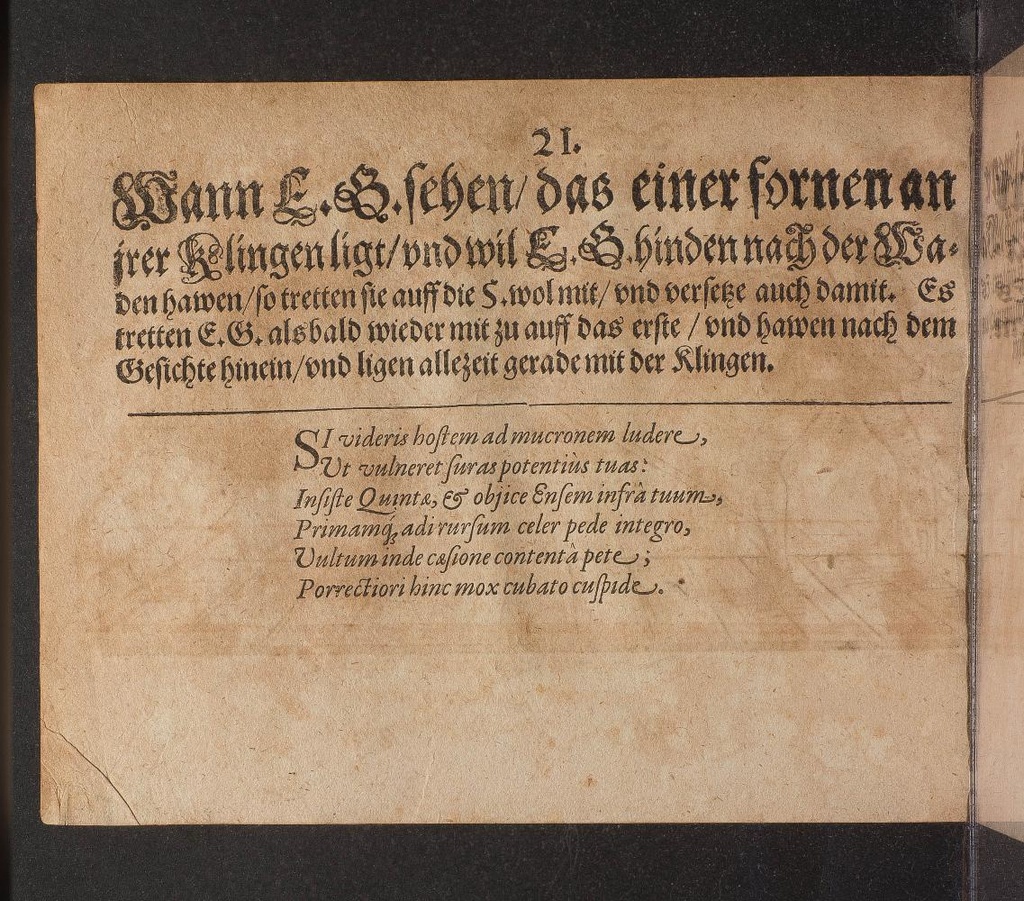 21.
Wann E. G. sehen/ das einer fornen an
jrer Klingen ligt/ vnd wil E. G. hinden nach der Wa-
den hawen/ so tretten sie auff die S. wol mit/ vnd versetze auch damit. Es
tretten E. G. alsbald wieder mit zu auff das erste / vnd hawen nach dem
Gesichte hinein/ vnd ligen allezeit gerade mit der Klingen.
SI videris hostem ad mucronem ludere,
Ut vulneret suras potentiùs tuas:
Insiste Quintæ, & objice Ensem infrà tuum,
Primamq́; adi rursum celer pede integro,
Vultum inde cæsione contentâ pete;
Porrectiori hinc mox cubato cuspide.